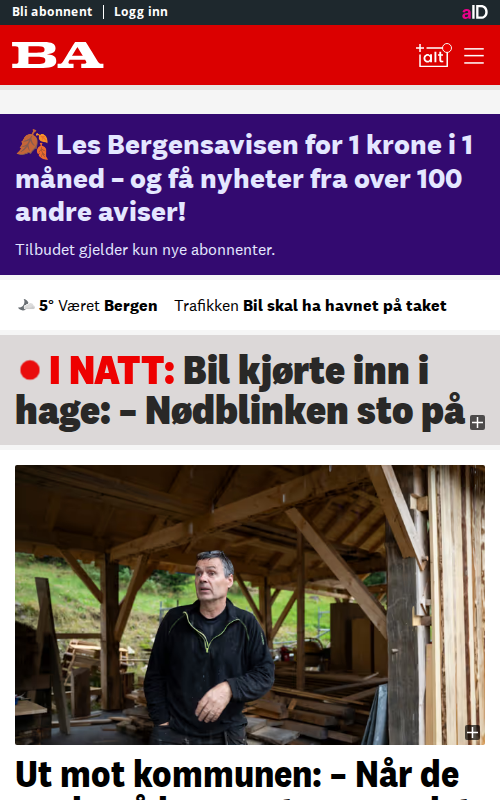 Bli abonnent | Logg inn
aID
BA
+alt
Les Bergensavisen for 1 krone i 1
måned – og få nyheter fra over 100
andre aviser!
Tilbudet gjelder kun nye abonnenter.
5° Været Bergen Trafikken Bil skal ha havnet på taket
I NATT: Bil kjørte inn i
hage: – Nødblinken sto på
Ut mot kommunen: – Når de